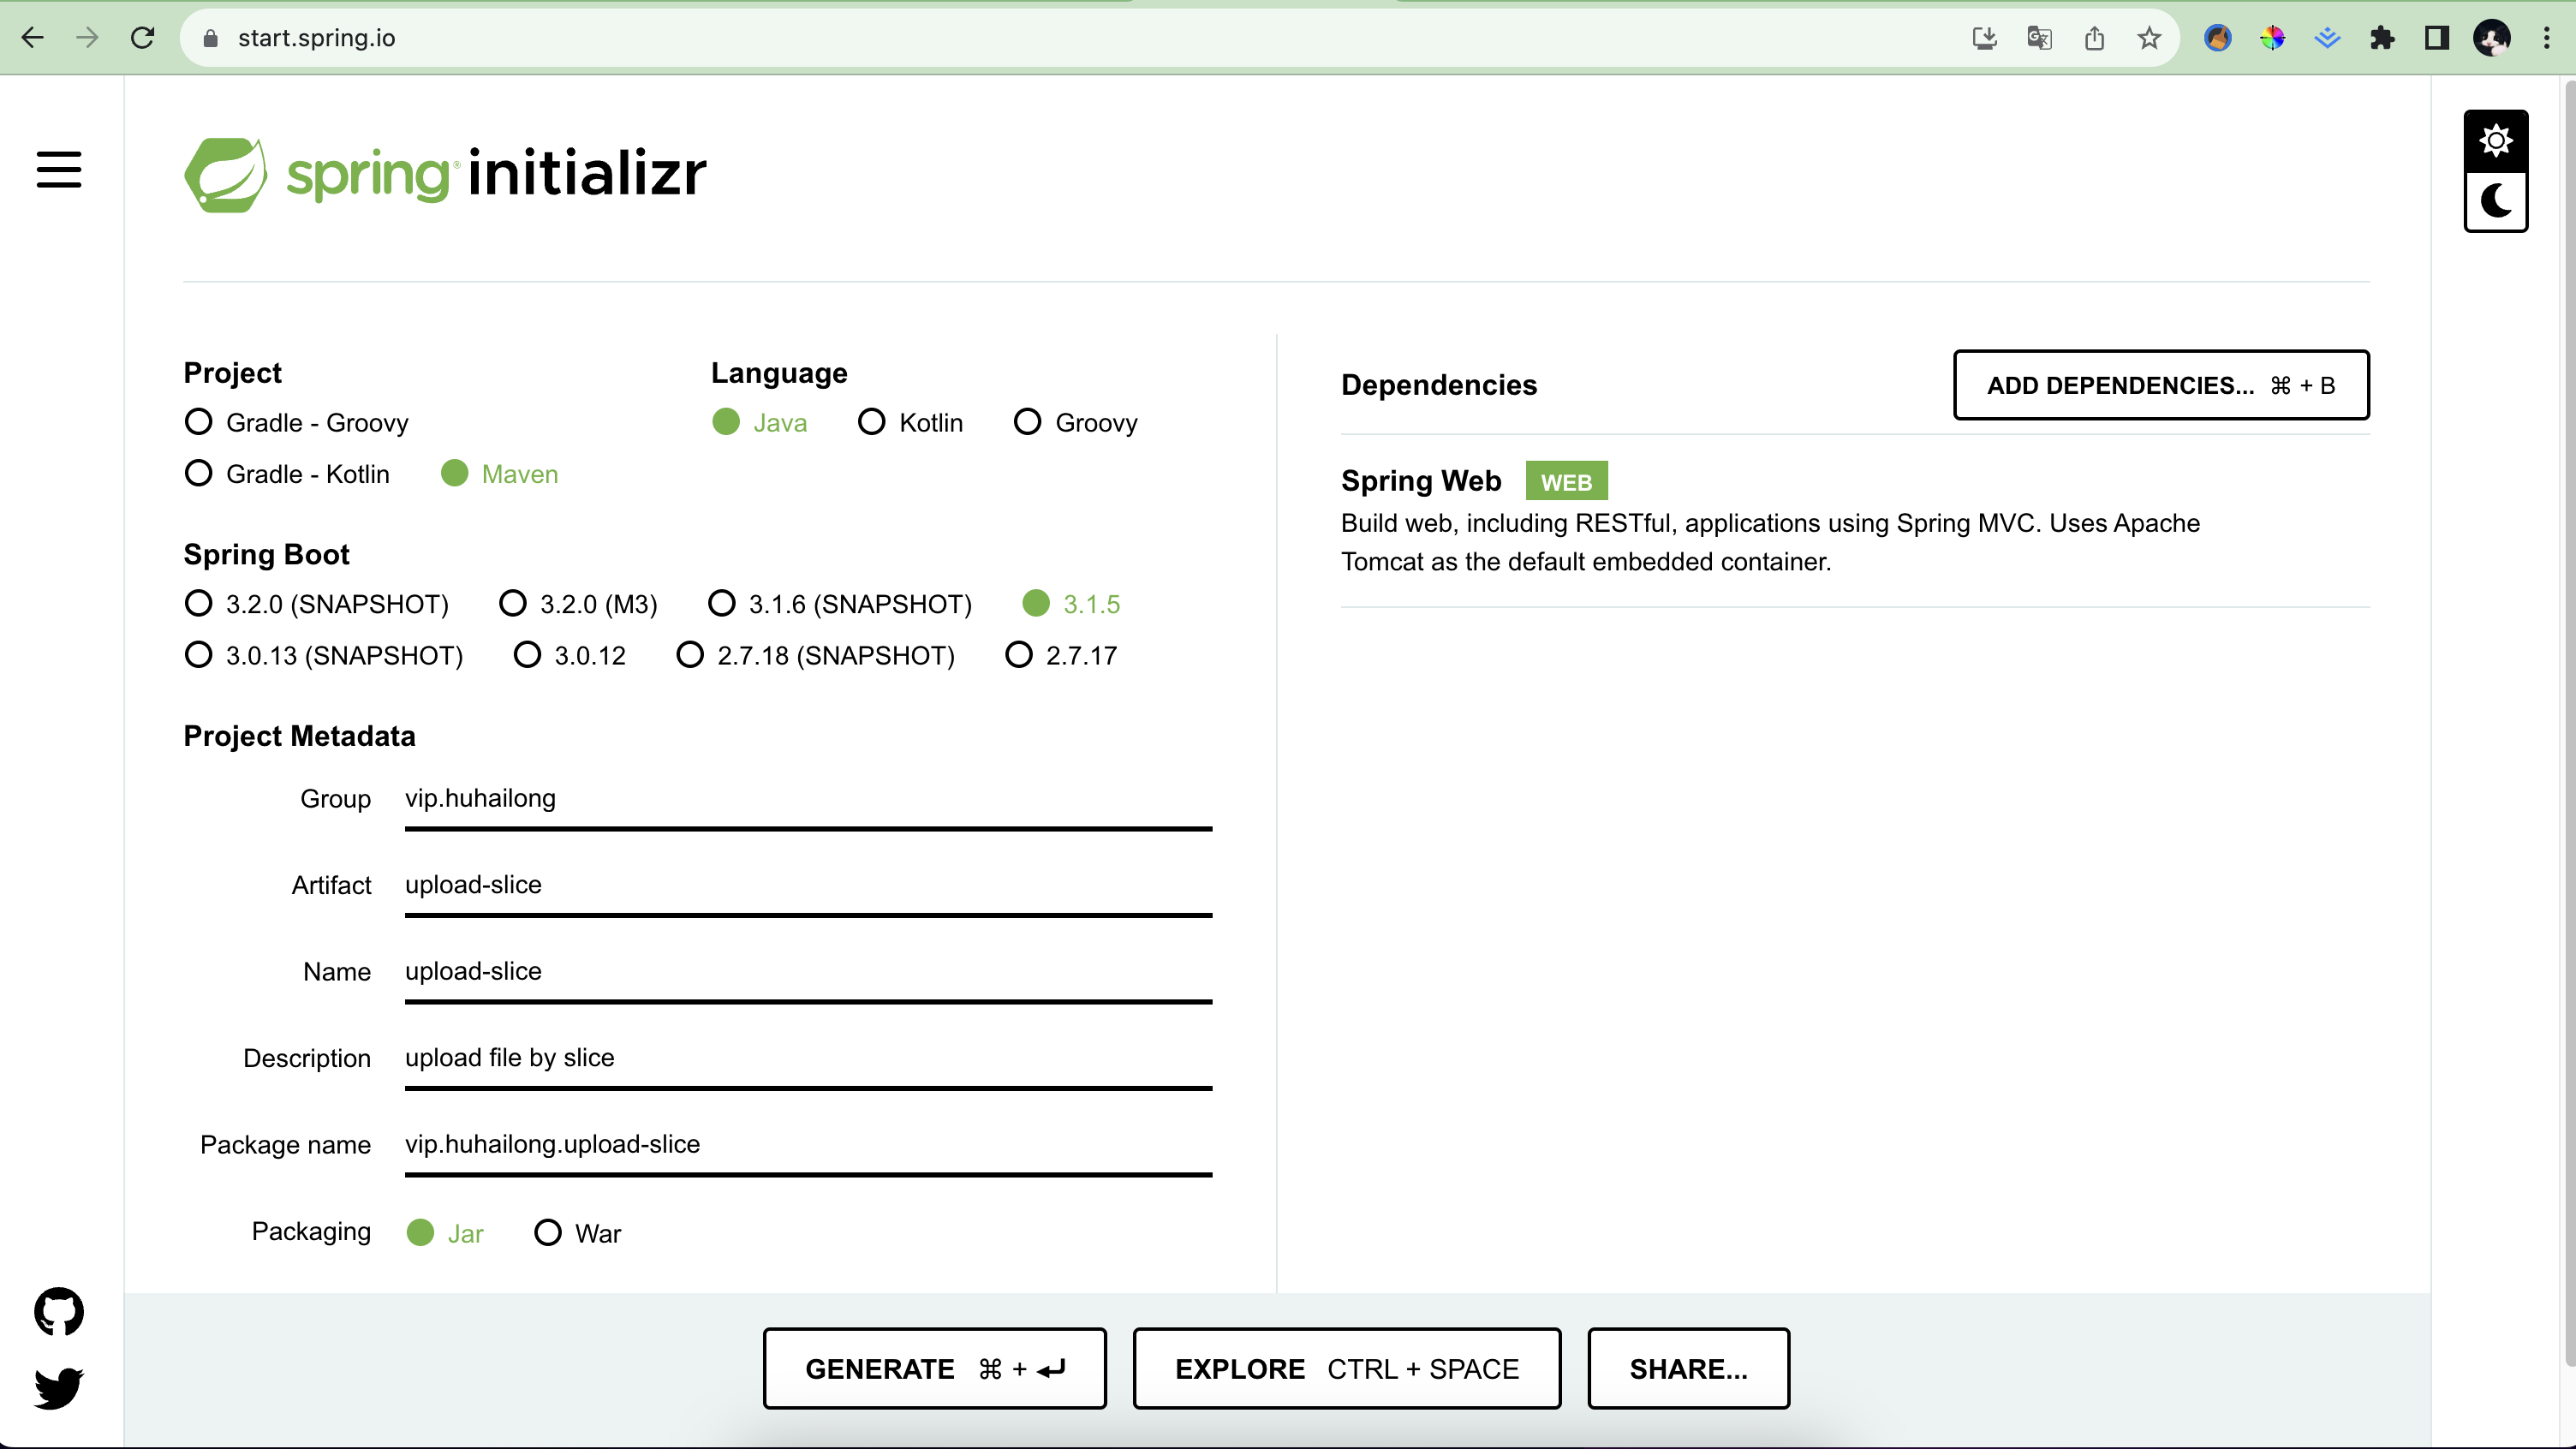 start.spring.io
spring initializr
Project
Gradle - Groovy
Gradle - Kotlin Maven
Language
Java Kotlin Groovy
Spring Boot
3.2.0 (SNAPSHOT) 3.2.0 (M3) 3.1.6 (SNAPSHOT) 3.1.5
3.0.13 (SNAPSHOT) 3.0.12 2.7.18 (SNAPSHOT) 2.7.17
Project Metadata
Group vip.huhailong
Artifact upload-slice
Name upload-slice
Description upload file by slice
Package name vip.huhailong.upload-slice
Packaging Jar War
Dependencies ADD DEPENDENCIES... ⌘ + B
Spring Web WEB
Build web, including RESTful, applications using Spring MVC. Uses Apache
Tomcat as the default embedded container.
GENERATE ⌘ + ⏎ EXPLORE CTRL + SPACE SHARE...